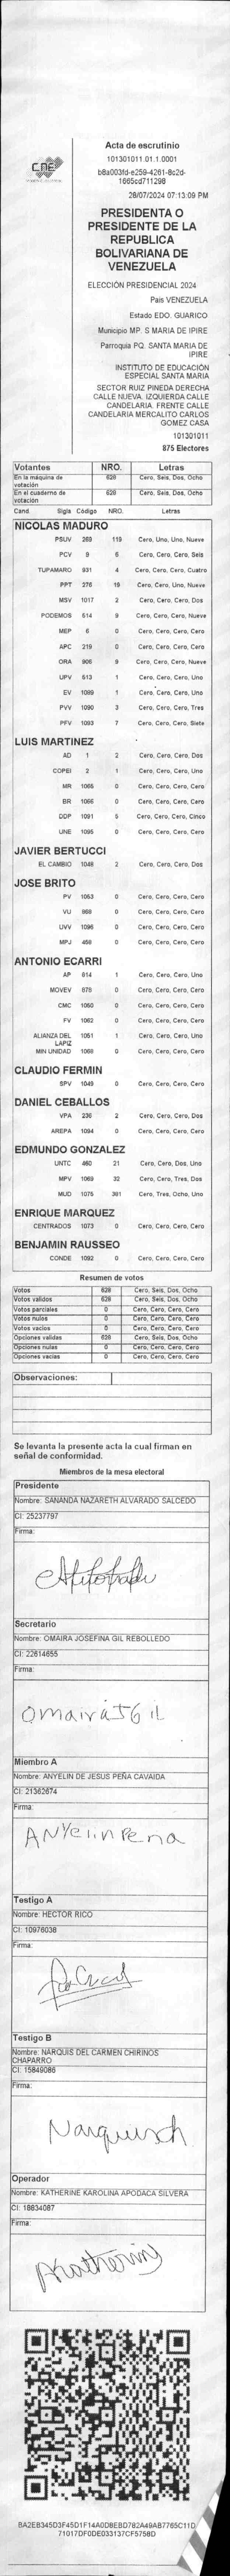 CNE
Acta de escrutinio
101301011.01.1.0001
b8a003fd-e259-4261-8c2d-
1665cd711298
28/07/2024 07:13:09 PM
PRESIDENTA O
PRESIDENTE DE LA
REPUBLICA
BOLIVARIANA DE
VENEZUELA
ELECCIÓN PRESIDENCIAL 2024
Pais VENEZUELA
Estado EDO. GUARICO
Municipio MP. S MARIA DE IPIRE
Parroquia PQ. SANTA MARIA DE
IPIRE
INSTITUTO DE EDUCACIÓN
ESPECIAL SANTA MARIA
SECTOR RUIZ PINEDA DERECHA
CALLE NUEVA. IZQUIERDA CALLE
CANDELARIA. FRENTE CALLE
CANDELARIA MERCALITO CARLOS
GOMEZ CASA
101301011
875 Electores
Votantes NRO. Letras
En la máquina de
votación 628 Cero, Seis, Dos, Ocho
En el cuaderno de
votación 628 Cero, Seis, Dos, Ocho
Cand. Sigla Código NRO. Letras
NICOLAS MADURO
PSUV 268 119 Cero, Uno, Uno, Nueve
PCV 9 6 Cero, Cero, Cero, Seis
TUPAMARO 931 4 Cero, Cero, Cero, Cuatro
PPT 276 19 Cero, Cero, Uno, Nueve
MSV 1017 2 Cero, Cero, Cero, Dos
PODEMOS 514 9 Cero, Cero, Cero, Nueve
MEP 6 0 Cero, Cero, Cero, Cero
APC 219 0 Cero, Cero, Cero, Cero
ORA 906 9 Cero, Cero, Cero, Nueve
UPV 513 1 Cero, Cero, Cero, Uno
EV 1089 1 Cero, Cero, Cero, Uno
PVV 1090 3 Cero, Cero, Cero, Tres
PFV 1093 7 Cero, Cero, Cero, Siete
LUIS MARTINEZ
AD 1 2 Cero, Cero, Cero, Dos
COPEI 2 1 Cero, Cero, Cero, Uno
MR 1065 0 Cero, Cero, Cero, Cero
BR 1066 0 Cero, Cero, Cero, Cero
DDP 1091 5 Cero, Cero, Cero, Cinco
UNE 1095 0 Cero, Cero, Cero, Cero
JAVIER BERTUCCI
EL CAMBIO 1048 2 Cero, Cero, Cero, Dos
JOSE BRITO
PV 1053 0 Cero, Cero, Cero, Cero
VU 868 0 Cero, Cero, Cero, Cero
UVV 1096 0 Cero, Cero, Cero, Cero
MPJ 458 0 Cero, Cero, Cero, Cero
ANTONIO ECARRI
AP 814 1 Cero, Cero, Cero, Uno
MOVEV 878 0 Cero, Cero, Cero, Cero
CMC 1050 0 Cero, Cero, Cero, Cero
FV 1062 0 Cero, Cero, Cero, Cero
ALIANZA DEL 1051 1 Cero, Cero, Cero, Uno
LAPIZ
MIN UNIDAD 1068 0 Cero, Cero, Cero, Cero
CLAUDIO FERMIN
SPV 1049 0 Cero, Cero, Cero, Cero
DANIEL CEBALLOS
VPA 236 2 Cero, Cero, Cero, Dos
AREPA 1094 0 Cero, Cero, Cero, Cero
EDMUNDO GONZALEZ
UNTC 460 21 Cero, Cero, Dos, Uno
MPV 1069 32 Cero, Cero, Tres, Dos
MUD 1075 381 Cero, Tres, Ocho, Uno
ENRIQUE MARQUEZ
CENTRADOS 1073 0 Cero, Cero, Cero, Cero
BENJAMIN RAUSSEO
CONDE 1092 0 Cero, Cero, Cero, Cero
Resumen de votos
Votos 628 Cero, Seis, Dos, Ocho
Votos validos 628 Cero, Seis, Dos, Ocho
Votos parciales 0 Cero, Cero, Cero, Cero
Votos nulos 0 Cero, Cero, Cero, Cero
Votos vacios 0 Cero, Cero, Cero, Cero
Opciones validas 628 Cero, Seis, Dos, Ocho
Opciones nulas 0 Cero, Cero, Cero, Cero
Opciones vacias 0 Cero, Cero, Cero, Cero
Observaciones:
Se levanta la presente acta la cual firman en
señal de conformidad.
Miembros de la mesa electoral
Presidente
Nombre: SANANDA NAZARETH ALVARADO SALCEDO
CI: 25237797
Firma:
Secretario
Nombre: OMAIRA JOSEFINA GIL REBOLLEDO
CI: 22614655
Firma:
Omaira J Gil
Miembro A
Nombre: ANYELIN DE JESUS PEÑA CAVAIDA
CI: 21362674
Firma:
ANYelin Pena
Testigo A
Nombre: HECTOR RICO
CI: 10976038
Firma:
Testigo B
Nombre: NARQUIS DEL CARMEN CHIRINOS
CHAPARRO
CI: 15849086
Firma:
Narquisch
Operador
Nombre: KATHERINE KAROLINA APODACA SILVERA
CI: 18834087
Firma:
BA2EB345D3F45D1F14A0D8EBD782A49AB7765C11D
71017DF0DE033137CF5758D